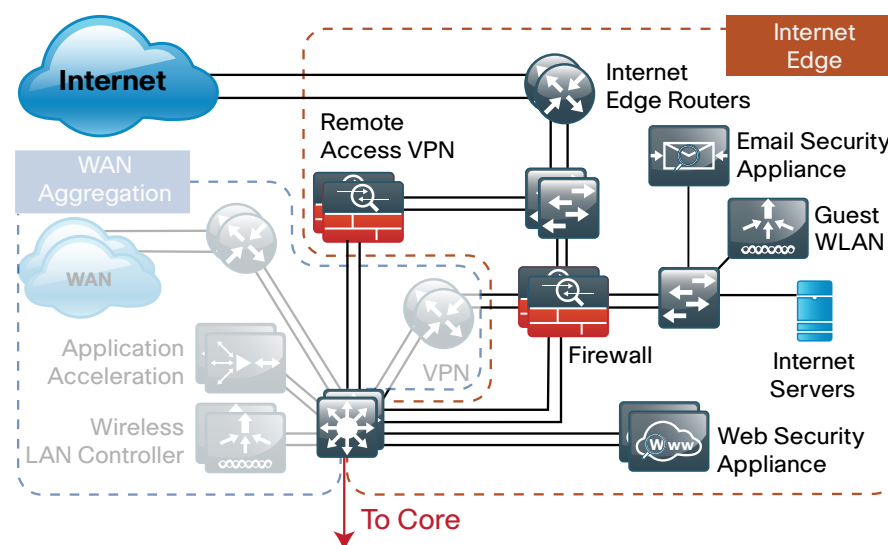 Internet
Edge
Internet
Internet
Edge Routers
Remote
Access VPN
Email Security
Appliance
WAN
Aggregation
Guest
WLAN
WAN
Application
Acceleration
VPN
Firewall
Internet
Servers
Wireless
LAN Controller
Www
Web Security
Appliance
To Core